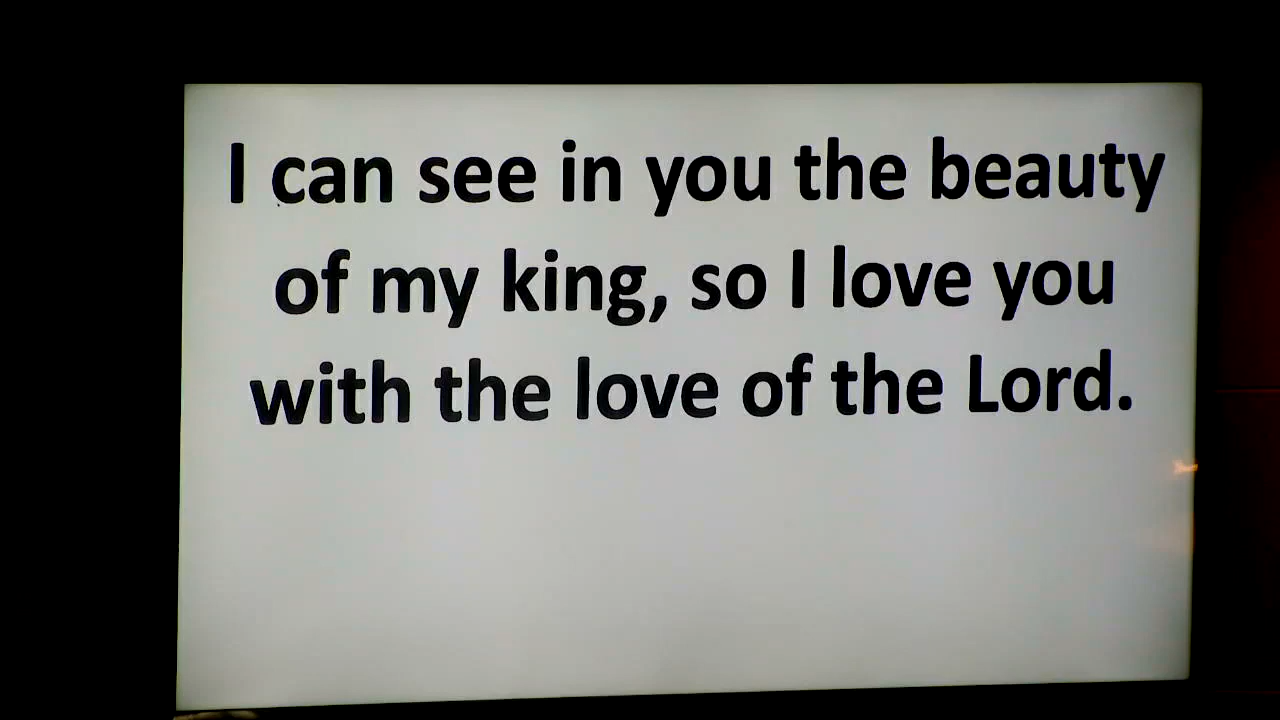 I can see in you the beauty
of my king, so I love you
with the love of the Lord.